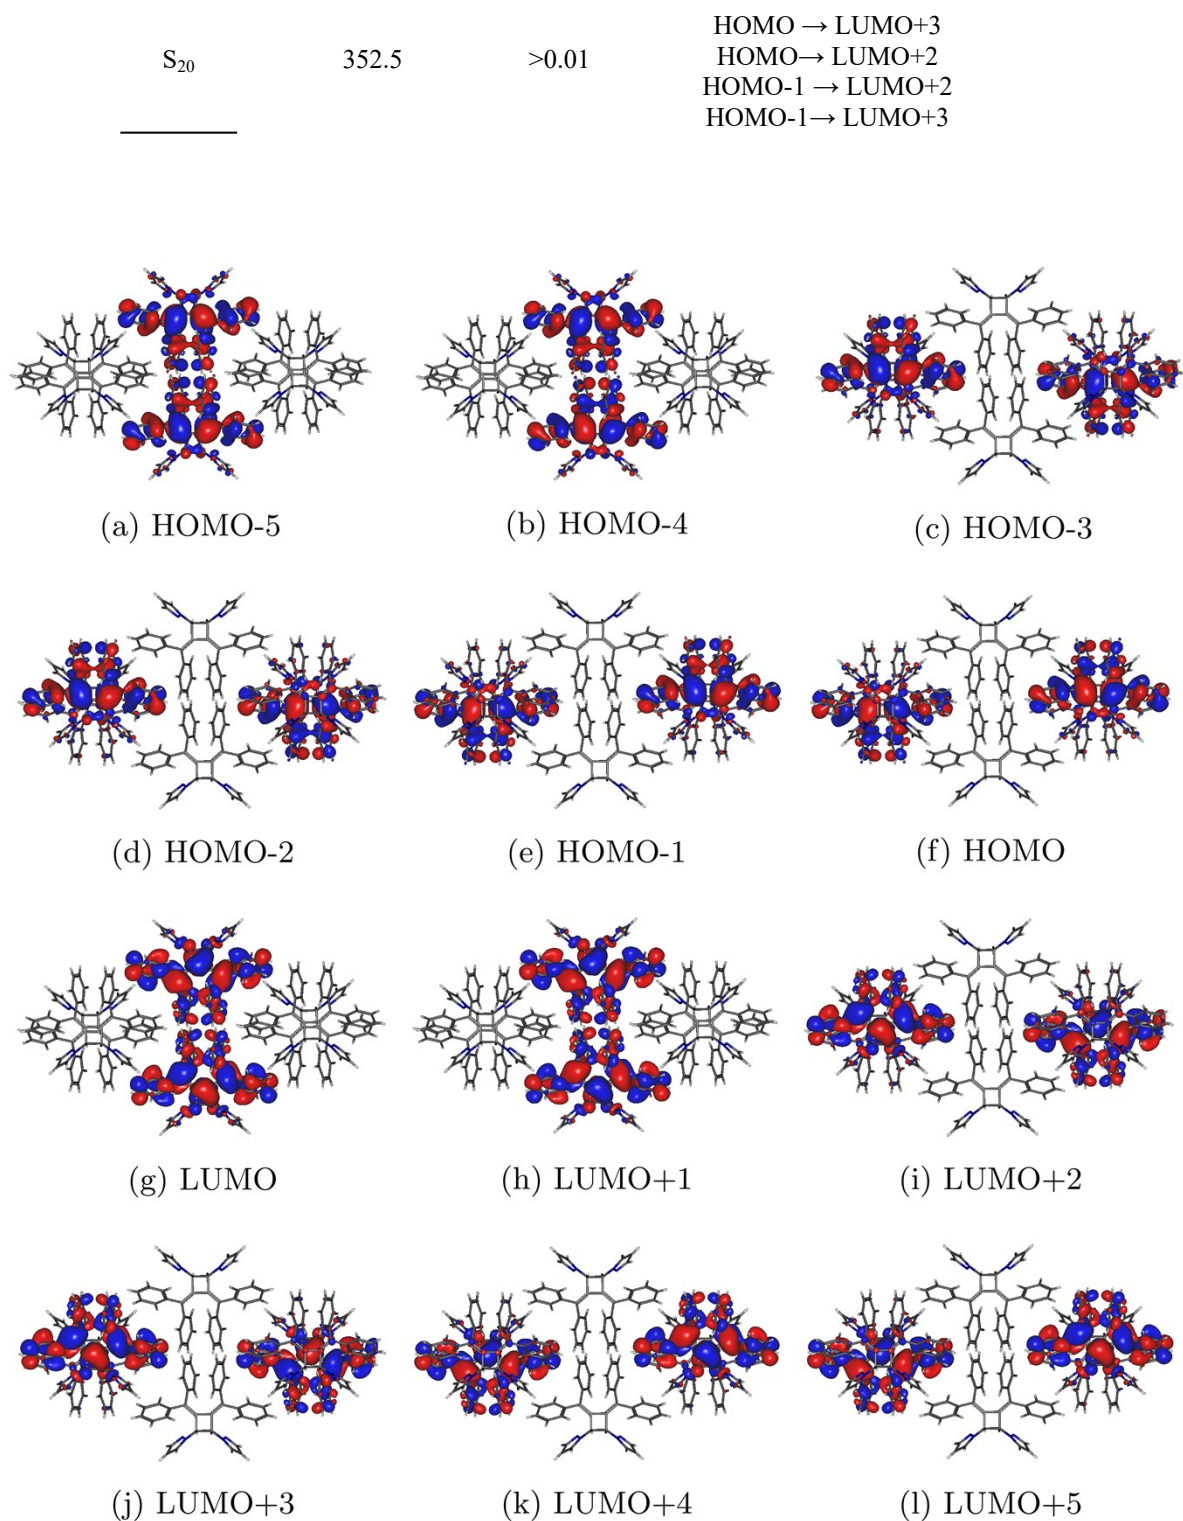 HOMO → LUMO+3
S₂₀ 352.5 >0.01 HOMO→ LUMO+2
HOMO-1 → LUMO+2
HOMO-1→ LUMO+3
(a) HOMO-5 (b) HOMO-4 (c) HOMO-3
(d) HOMO-2 (e) HOMO-1 (f) HOMO
(g) LUMO (h) LUMO+1 (i) LUMO+2
(j) LUMO+3 (k) LUMO+4 (l) LUMO+5